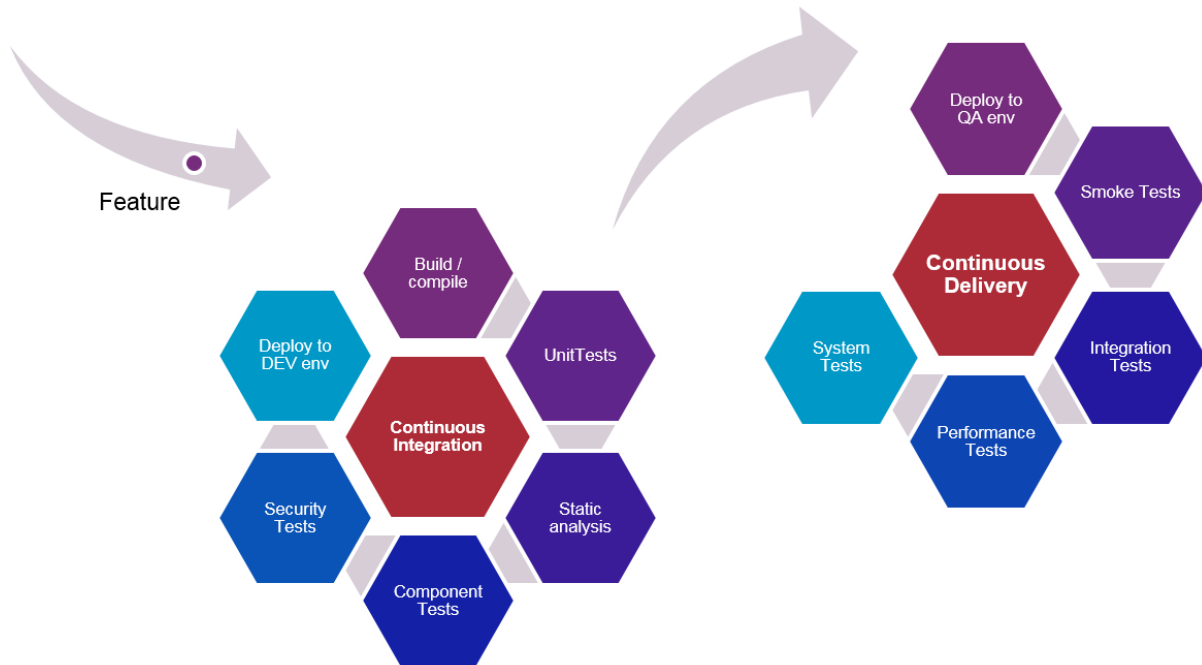 Feature
Build /
compile
UnitTests
Static
analysis
Component
Tests
Security
Tests
Deploy to
DEV env
Continuous
Integration
Deploy to
QA env
Smoke Tests
Integration
Tests
Performance
Tests
System
Tests
Continuous
Delivery